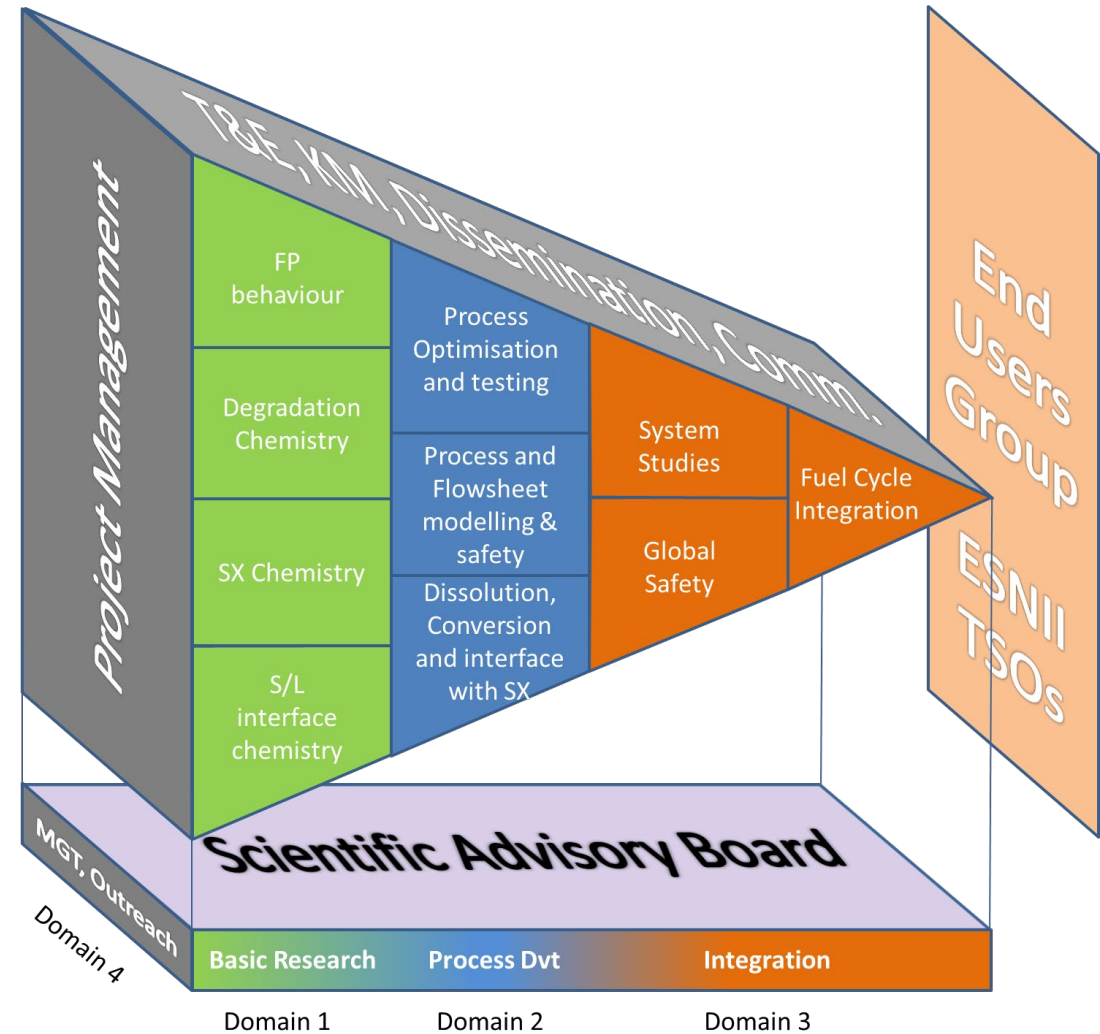 T&E, KM, Dissemination, Comm.
Project Management
FP
behaviour
Degradation
Chemistry
SX Chemistry
S/L
interface
chemistry
Process
Optimisation
and testing
Process and
Flowsheet
modelling &
safety
Dissolution,
Conversion
and interface
with SX
System
Studies
Global
Safety
Fuel Cycle
Integration
End
Users
Group
ESNII
TSOs
Scientific Advisory Board
MGT, Outreach
Domain 4
Basic Research
Process Dvt
Integration
Domain 1
Domain 2
Domain 3